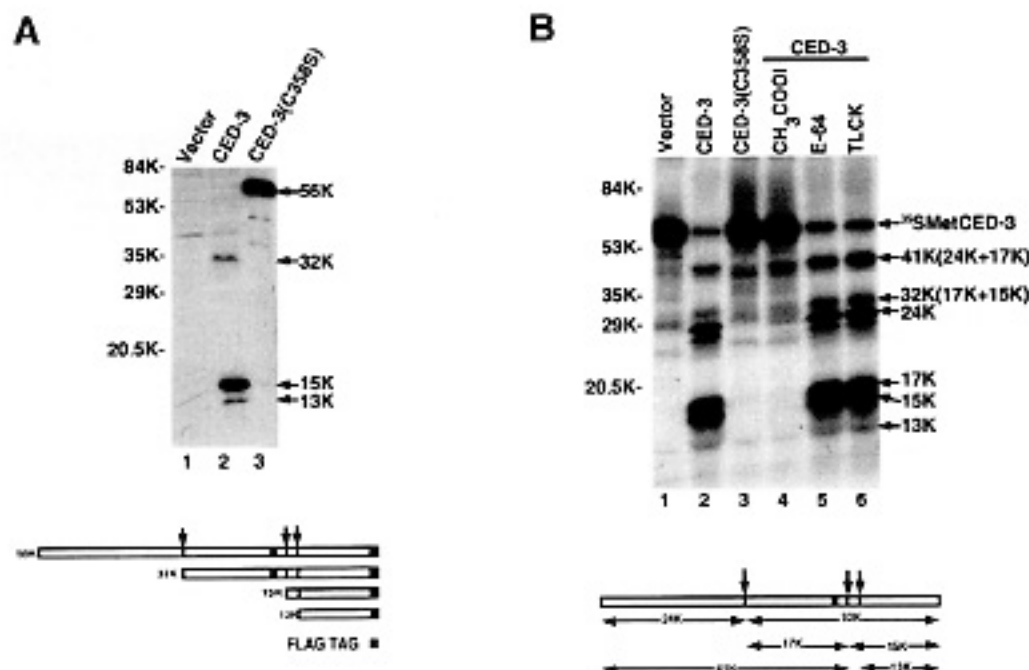 A
Vector
CED-3
CED-3(C358S)
84K-
53K-
35K-
29K-
20.5K-
56K
32K
15K
13K
1 2 3
FLAG TAG
B
CED-3
Vector
CED-3
CED-3(C358S)
CH3COOI
E-64
TLCK
84K-
53K-
35K-
29K-
20.5K-
35SMetCED-3
41K(24K+17K)
32K(17K+15K)
24K
17K
15K
13K
1 2 3 4 5 6
17K